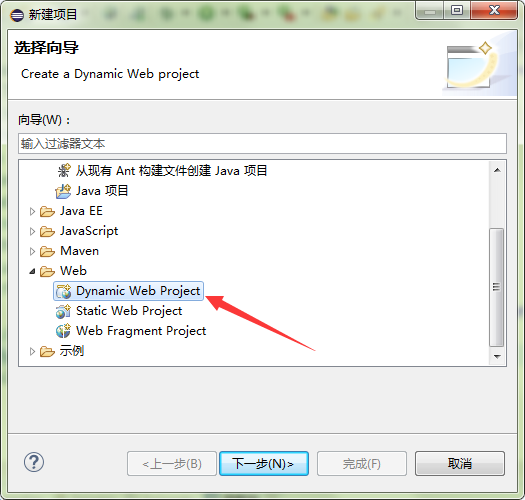 新建项目
选择向导
Create a Dynamic Web project
向导(W)：
输入过滤器文本
从现有 Ant 构建文件创建 Java 项目
Java 项目
Java EE
JavaScript
Maven
Web
Dynamic Web Project
Static Web Project
Web Fragment Project
示例
<上一步(B) 下一步(N)> 完成(F) 取消